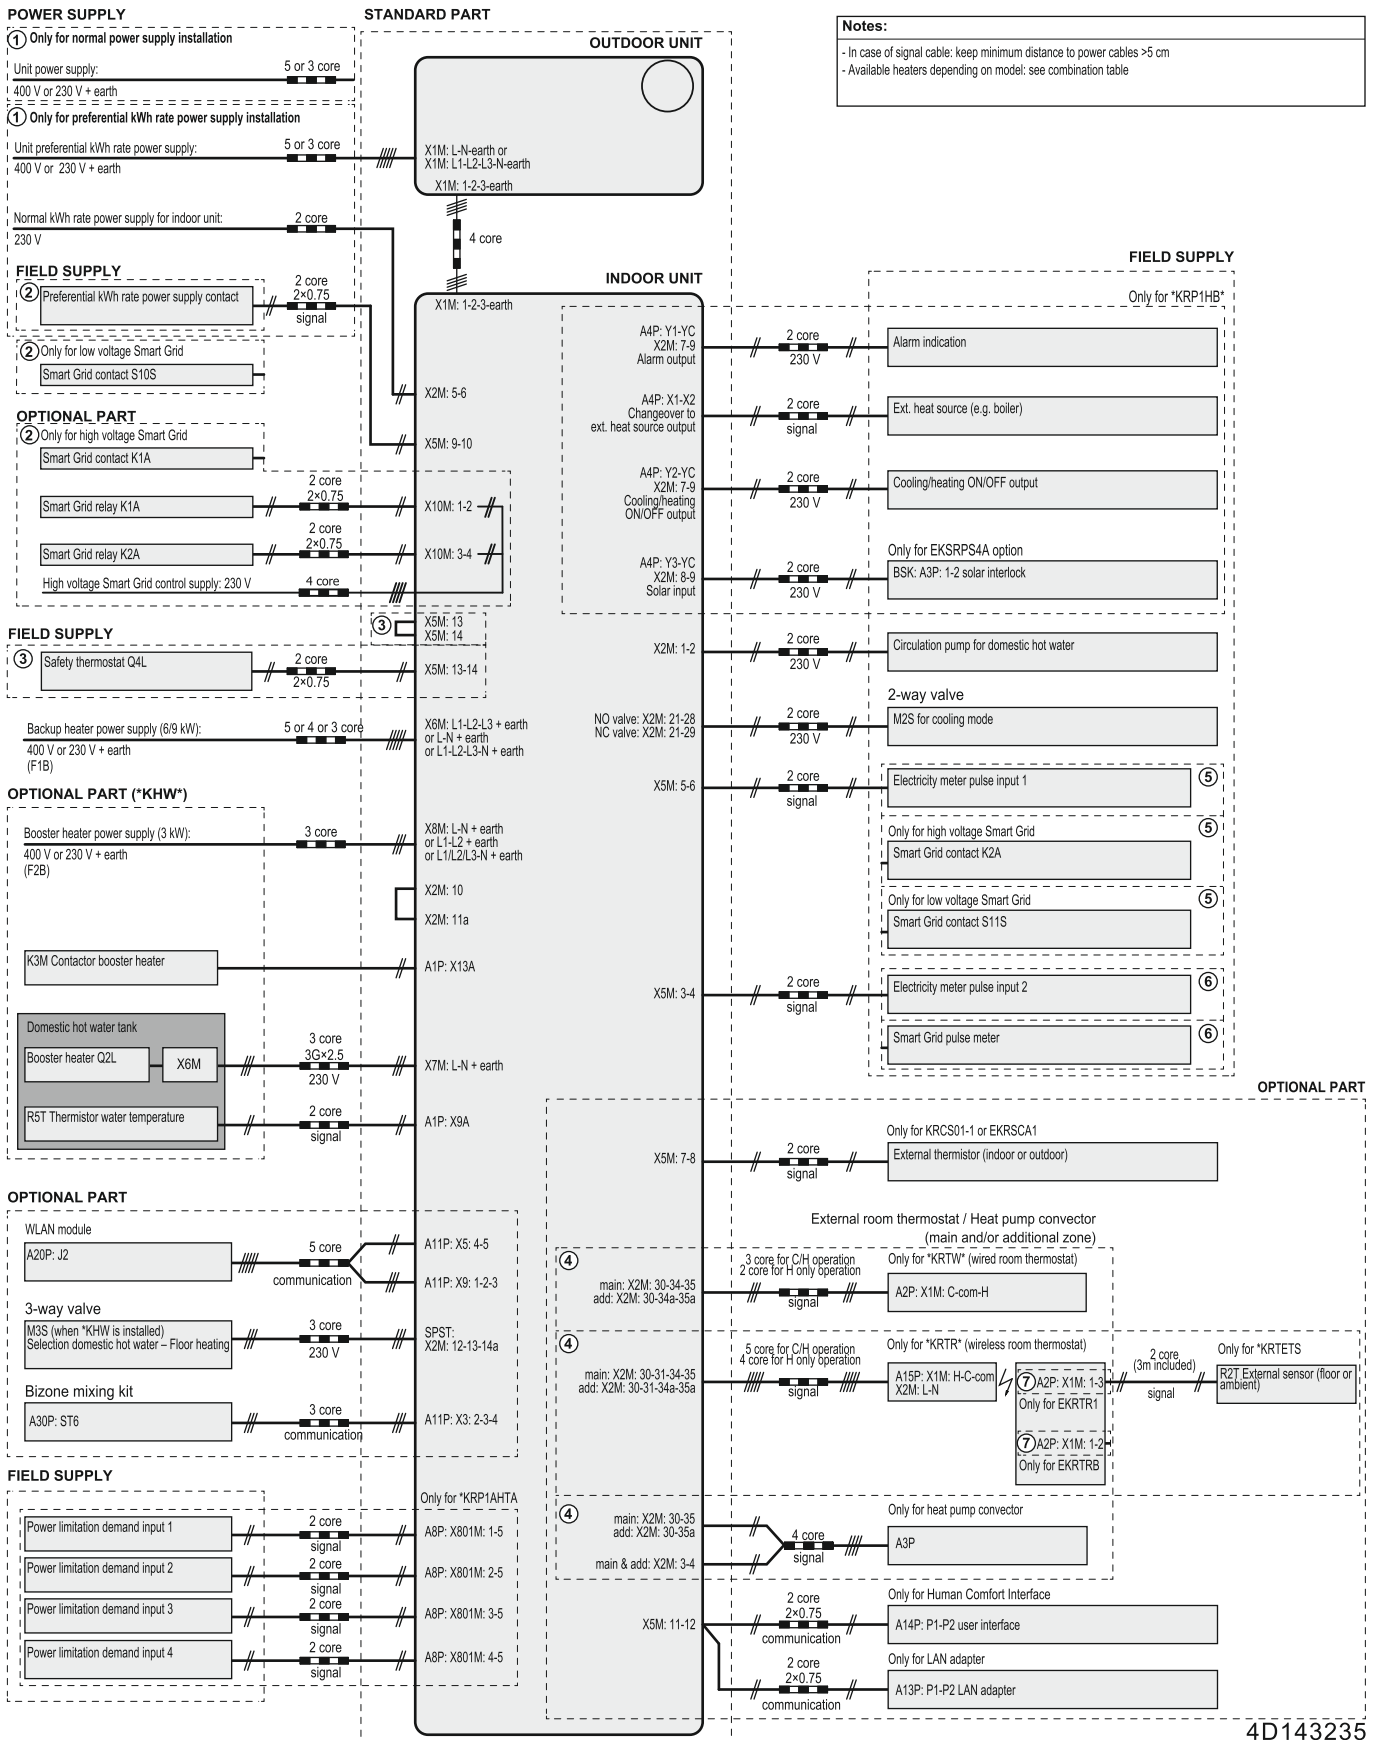 POWER SUPPLY
① Only for normal power supply installation
Unit power supply:
5 or 3 core
400 V or 230 V + earth
① Only for preferential kWh rate power supply installation
Unit preferential kWh rate power supply:
5 or 3 core
400 V or 230 V + earth
Normal kWh rate power supply for indoor unit:
2 core
230 V
FIELD SUPPLY
② Preferential kWh rate power supply contact
2 core
2×0.75
signal
② Only for low voltage Smart Grid
Smart Grid contact S10S
OPTIONAL PART
② Only for high voltage Smart Grid
Smart Grid contact K1A
Smart Grid relay K1A
2 core
2×0.75
Smart Grid relay K2A
2 core
2×0.75
High voltage Smart Grid control supply: 230 V
4 core
FIELD SUPPLY
③ Safety thermostat Q4L
2 core
2×0.75
Backup heater power supply (6/9 kW):
5 or 4 or 3 core
400 V or 230 V + earth
(F1B)
OPTIONAL PART (*KHW*)
Booster heater power supply (3 kW):
3 core
400 V or 230 V + earth
(F2B)
K3M Contactor booster heater
Domestic hot water tank
Booster heater Q2L
X6M
3 core
3G×2.5
230 V
R5T Thermistor water temperature
2 core
signal
OPTIONAL PART
WLAN module
A20P: J2
5 core
communication
3-way valve
M3S (when *KHW is installed)
Selection domestic hot water – Floor heating
3 core
230 V
Bizone mixing kit
A30P: ST6
3 core
communication
FIELD SUPPLY
Power limitation demand input 1
2 core
signal
Power limitation demand input 2
2 core
signal
Power limitation demand input 3
2 core
signal
Power limitation demand input 4
2 core
signal
STANDARD PART
OUTDOOR UNIT
X1M: L-N-earth or
X1M: L1-L2-L3-N-earth
X1M: 1-2-3-earth
4 core
INDOOR UNIT
X1M: 1-2-3-earth
X2M: 5-6
X5M: 9-10
X10M: 1-2
X10M: 3-4
③
X5M: 13
X5M: 14
X5M: 13-14
X6M: L1-L2-L3 + earth
or L-N + earth
or L1-L2-L3-N + earth
X8M: L-N + earth
or L1-L2 + earth
or L1/L2/L3-N + earth
X2M: 10
X2M: 11a
A1P: X13A
X7M: L-N + earth
A1P: X9A
A11P: X5: 4-5
A11P: X9: 1-2-3
SPST:
X2M: 12-13-14a
A11P: X3: 2-3-4
Only for *KRP1AHTA
A8P: X801M: 1-5
A8P: X801M: 2-5
A8P: X801M: 3-5
A8P: X801M: 4-5
Notes:
- In case of signal cable: keep minimum distance to power cables >5 cm
- Available heaters depending on model: see combination table
FIELD SUPPLY
Only for *KRP1HB*
A4P: Y1-YC
X2M: 7-9
Alarm output
2 core
230 V
Alarm indication
A4P: X1-X2
Changeover to
ext. heat source output
2 core
signal
Ext. heat source (e.g. boiler)
A4P: Y2-YC
X2M: 7-9
Cooling/heating
ON/OFF output
2 core
230 V
Cooling/heating ON/OFF output
Only for EKSRPS4A option
A4P: Y3-YC
X2M: 8-9
Solar input
2 core
230 V
BSK: A3P: 1-2 solar interlock
X2M: 1-2
2 core
230 V
Circulation pump for domestic hot water
2-way valve
NO valve: X2M: 21-28
NC valve: X2M: 21-29
2 core
230 V
M2S for cooling mode
X5M: 5-6
2 core
signal
Electricity meter pulse input 1 ⑤
Only for high voltage Smart Grid ⑤
Smart Grid contact K2A
Only for low voltage Smart Grid ⑤
Smart Grid contact S11S
X5M: 3-4
2 core
signal
Electricity meter pulse input 2 ⑥
Smart Grid pulse meter ⑥
OPTIONAL PART
Only for KRCS01-1 or EKRSCA1
X5M: 7-8
2 core
signal
External thermistor (indoor or outdoor)
External room thermostat / Heat pump convector
(main and/or additional zone)
④
main: X2M: 30-34-35
add: X2M: 30-34a-35a
3 core for C/H operation
2 core for H only operation
signal
Only for *KRTW* (wired room thermostat)
A2P: X1M: C-com-H
④
main: X2M: 30-31-34-35
add: X2M: 30-31-34a-35a
5 core for C/H operation
4 core for H only operation
signal
Only for *KRTR* (wireless room thermostat)
A15P: X1M: H-C-com
X2M: L-N
⑦ A2P: X1M: 1-3
Only for EKRTR1
⑦ A2P: X1M: 1-2
Only for EKRTRB
2 core
(3m included)
signal
Only for *KRTETS
R2T External sensor (floor or
ambient)
④
main: X2M: 30-35
add: X2M: 30-35a
main & add: X2M: 3-4
4 core
signal
Only for heat pump convector
A3P
X5M: 11-12
2 core
2×0.75
communication
Only for Human Comfort Interface
A14P: P1-P2 user interface
2 core
2×0.75
communication
Only for LAN adapter
A13P: P1-P2 LAN adapter
4D143235